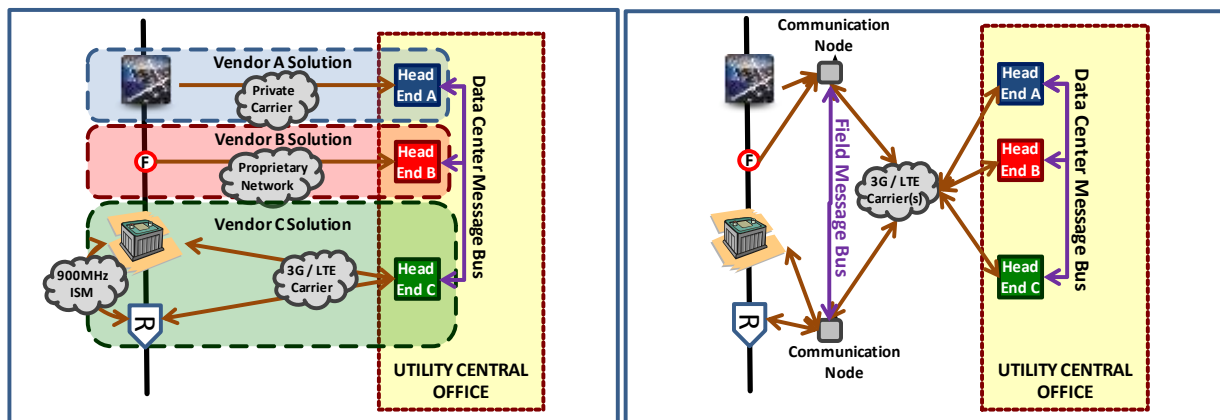 Vendor A Solution
Private
Carrier
Head
End A
Vendor B Solution
F
Proprietary
Network
Head
End B
Vendor C Solution
900MHz
ISM
3G / LTE
Carrier
Head
End C
R
Data Center Message Bus
UTILITY CENTRAL
OFFICE
Communication
Node
F
Field Message Bus
3G / LTE
Carrier(s)
R
Communication
Node
Head
End A
Head
End B
Head
End C
Data Center Message Bus
UTILITY CENTRAL
OFFICE